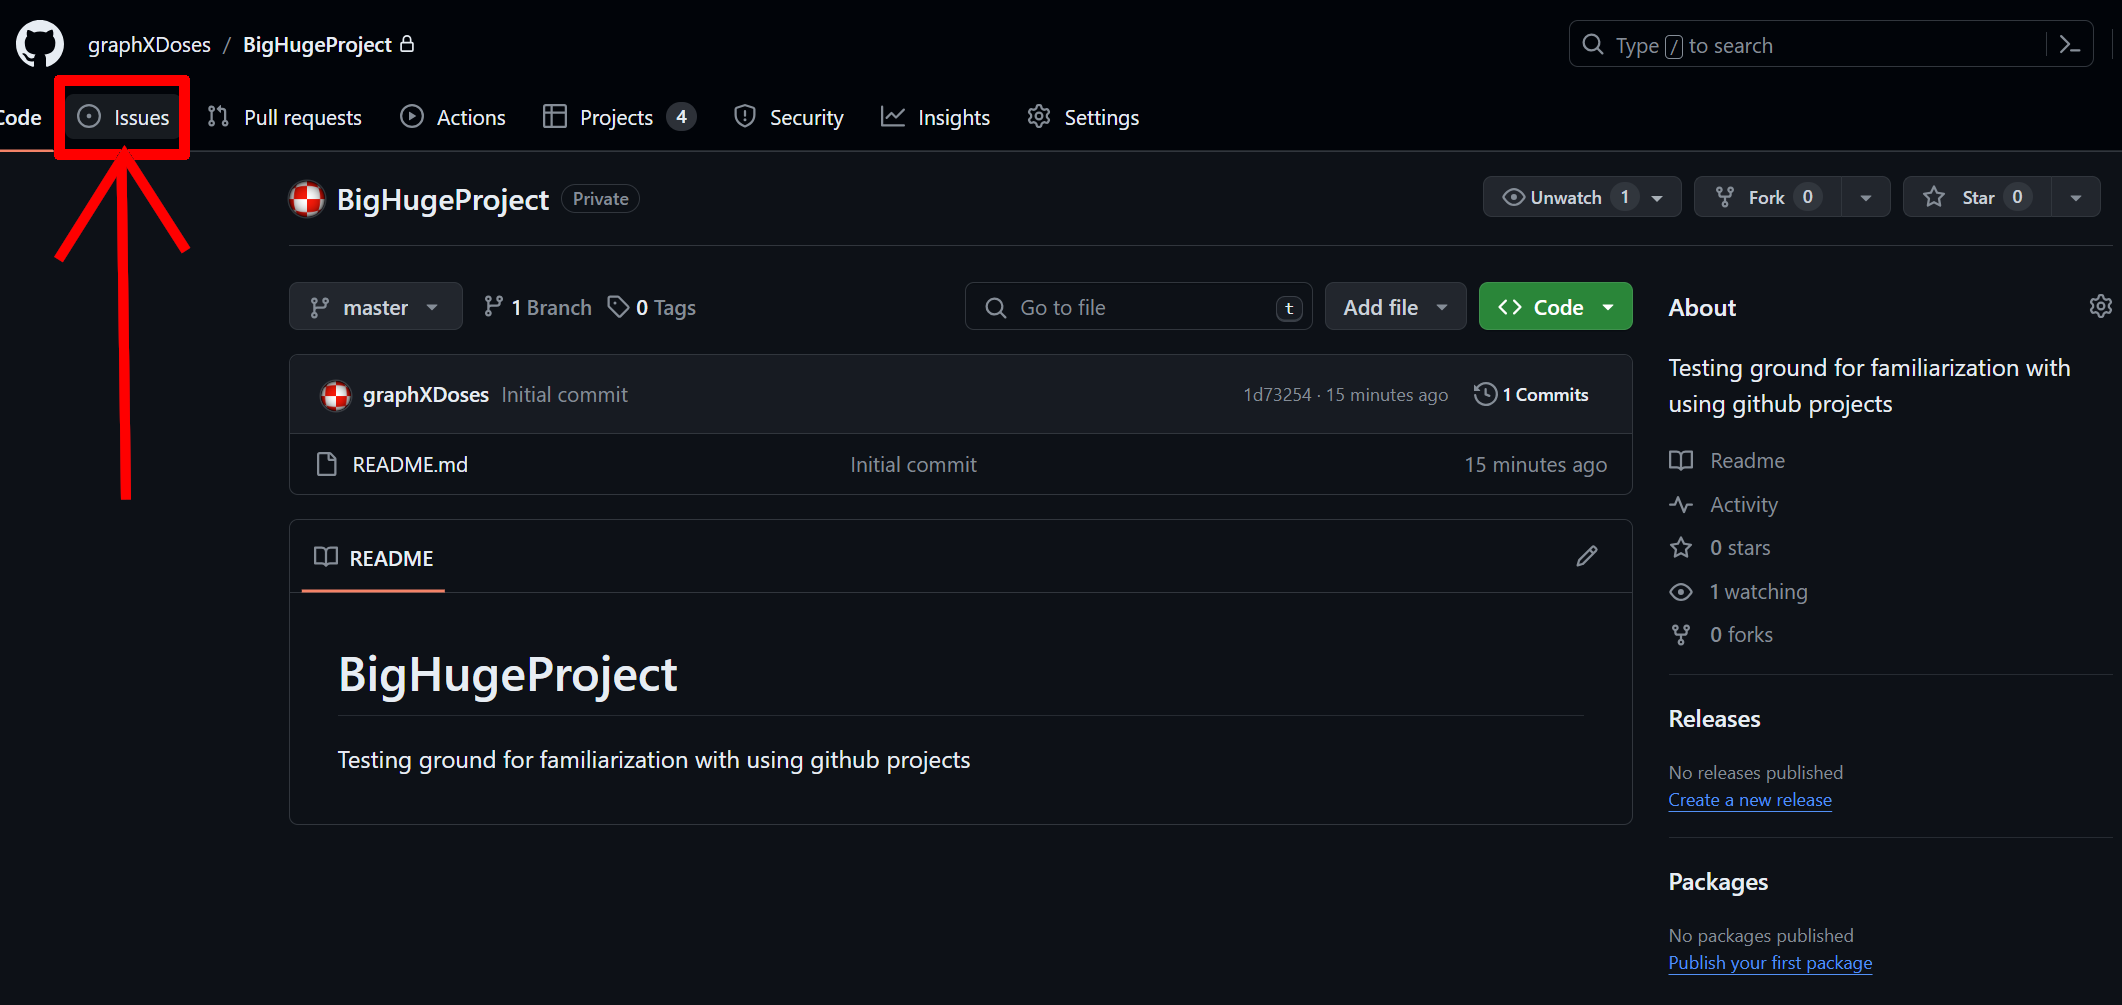 graphXDoses / BigHugeProject
Type / to search
Code Issues Pull requests Actions Projects 4 Security Insights Settings
BigHugeProject Private
Unwatch 1 Fork 0 Star 0
master 1 Branch 0 Tags Go to file t Add file Code
graphXDoses Initial commit 1d73254 · 15 minutes ago 1 Commits
README.md Initial commit 15 minutes ago
README
BigHugeProject
Testing ground for familiarization with using github projects
About
Testing ground for familiarization with
using github projects
Readme
Activity
0 stars
1 watching
0 forks
Releases
No releases published
Create a new release
Packages
No packages published
Publish your first package